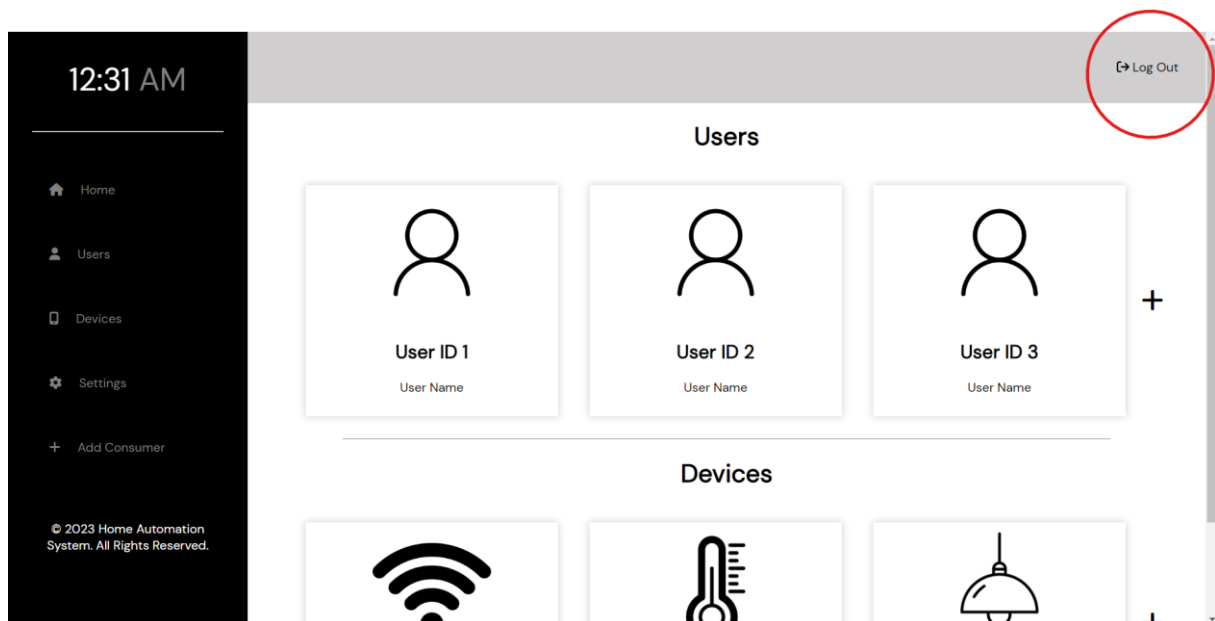 12:31 AM
Home
Users
Devices
Settings
Add Consumer
© 2023 Home Automation
System. All Rights Reserved.
Log Out
Users
User ID 1
User Name
User ID 2
User Name
User ID 3
User Name
Devices